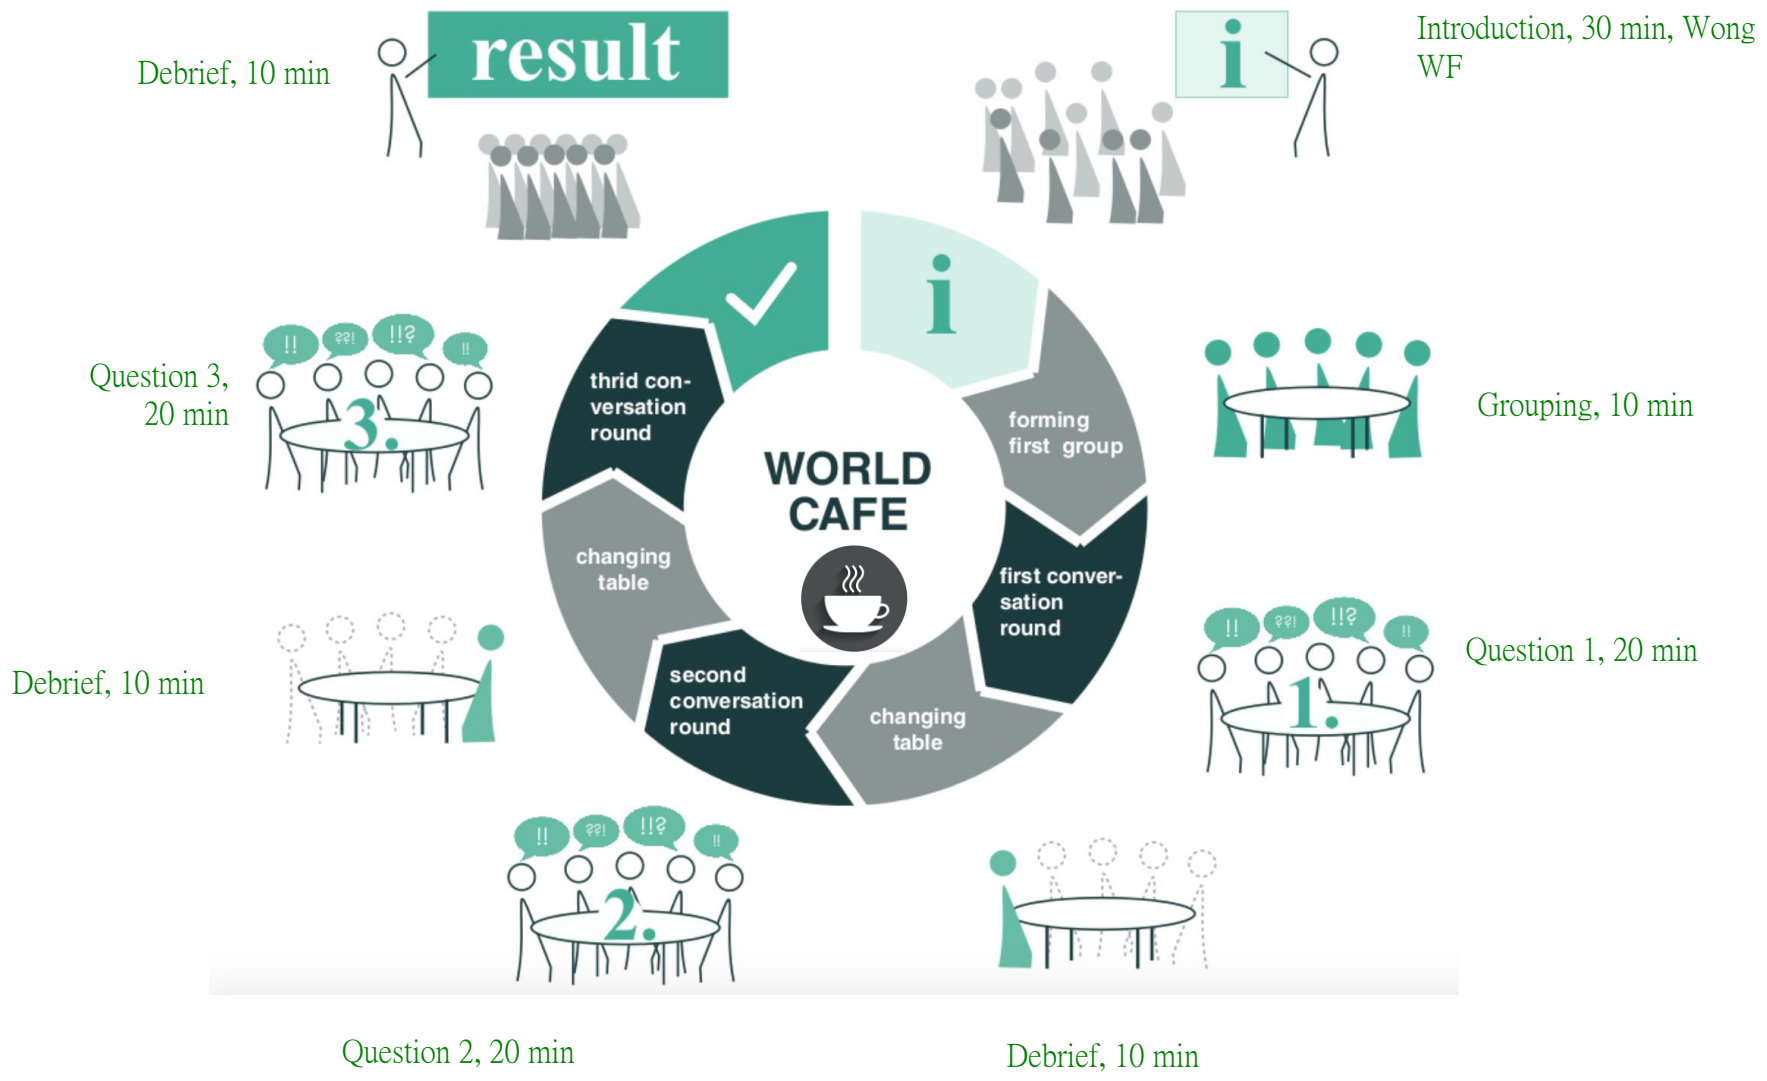 result
i
Introduction, 30 min, Wong
WF
Debrief, 10 min
i
!!
??!
!!?
!!
Question 3,
20 min
3.
thrid con-
versation
round
forming
first group
Grouping, 10 min
WORLD
CAFE
changing
table
first conver-
sation
round
!!
??!
!!?
!!
1.
Question 1, 20 min
Debrief, 10 min
second
conversation
round
changing
table
!!
??!
!!?
!!
2.
Question 2, 20 min
Debrief, 10 min